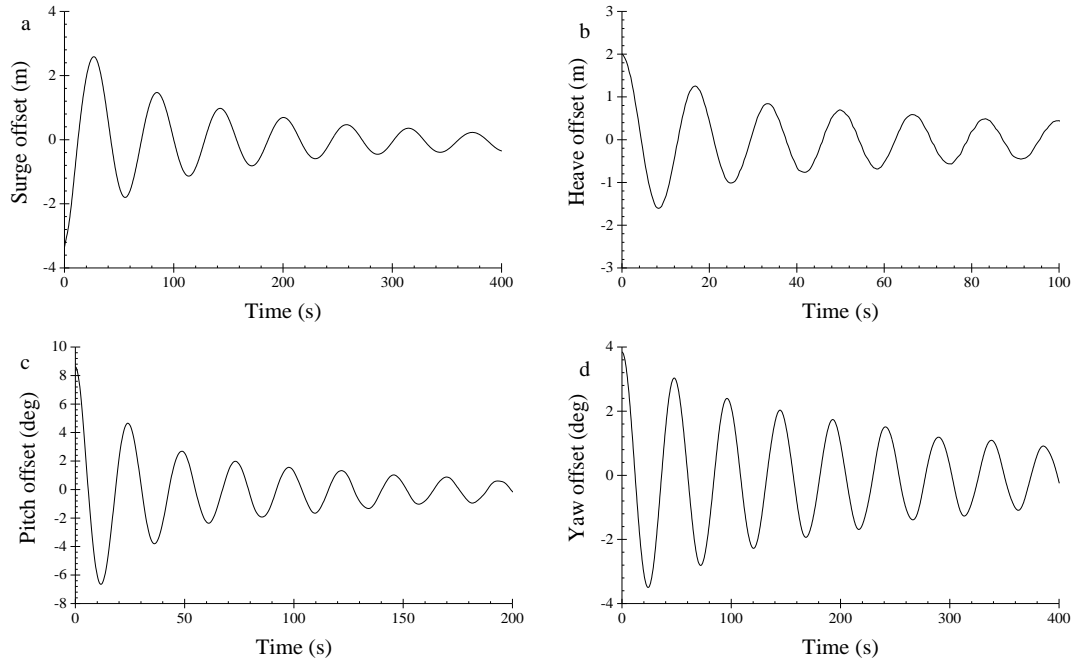 a
Surge offset (m)
4
2
0
-2
-4
0 100 200 300 400
Time (s)
b
Heave offset (m)
3
2
1
0
-1
-2
-3
0 20 40 60 80 100
Time (s)
c
Pitch offset (deg)
10
8
6
4
2
0
-2
-4
-6
-8
0 50 100 150 200
Time (s)
d
Yaw offset (deg)
4
2
0
-2
-4
0 100 200 300 400
Time (s)